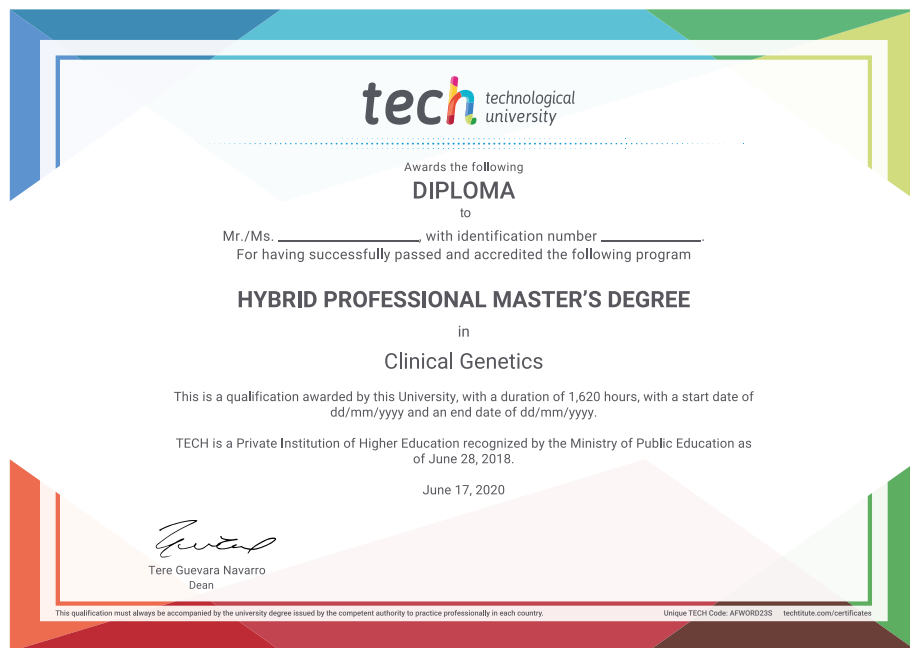 tech technological
university
Awards the following
DIPLOMA
to
Mr./Ms. ____________________, with identification number ______________.
For having successfully passed and accredited the following program
HYBRID PROFESSIONAL MASTER'S DEGREE
in
Clinical Genetics
This is a qualification awarded by this University, with a duration of 1,620 hours, with a start date of
dd/mm/yyyy and an end date of dd/mm/yyyy.
TECH is a Private Institution of Higher Education recognized by the Ministry of Public Education as
of June 28, 2018.
June 17, 2020
Tere Guevara Navarro
Dean
This qualification must always be accompanied by the university degree issued by the competent authority to practice professionally in each country. Unique TECH Code: AFWORD23S techtitute.com/certificates